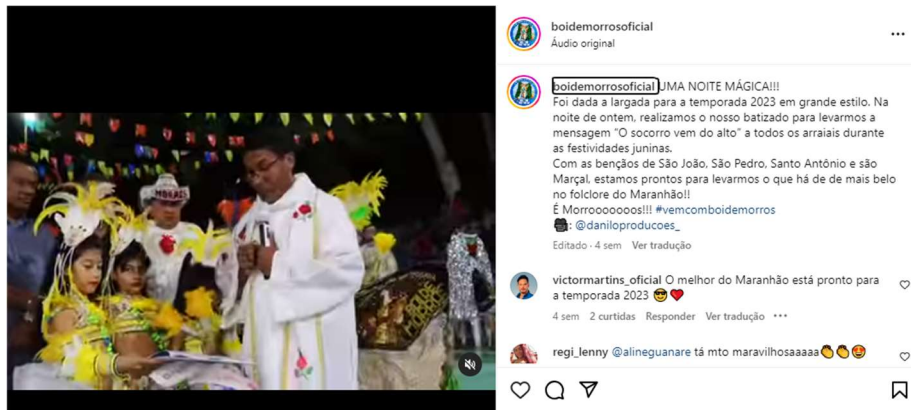 boidemorrosoficial
Áudio original
boidemorrosoficial UMA NOITE MÁGICA!!!
Foi dada a largada para a temporada 2023 em grande estilo. Na
noite de ontem, realizamos o nosso batizado para levarmos a
mensagem “O socorro vem do alto” a todos os arraiais durante
as festividades juninas.
Com as bençãos de São João, São Pedro, Santo Antônio e são
Marçal, estamos prontos para levarmos o que há de de mais belo
no folclore do Maranhão!!
É Morroooooos!!! #vemcomboidemorros
: @daniloproducoes_
Editado · 4 sem Ver tradução
victormartins_oficial O melhor do Maranhão está pronto para
a temporada 2023 😎❤️
4 sem 2 curtidas Responder Ver tradução
regi_lenny @alineguanare tá mto maravilhosaaaaa👏👏😍
MORROS